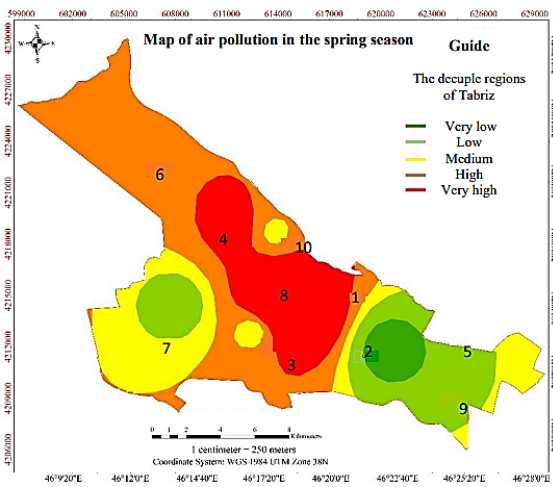 599000 602000 605000 608000 611000 614000 617000 620000 623000 626000 629000
Map of air pollution in the spring season
Guide
The decuple regions
of Tabriz
Very low
Low
Medium
High
Very high
4230000
4227000
4224000
4221000
4218000
4215000
4212000
4209000
4206000
N
W E
S
6
4
10
8
1
7
3
2
5
9
0 1 2 4 6 8
Kilometers
1 centimeter = 250 meters
Coordinate System: WGS 1984 UTM Zone 38N
46°9'20"E 46°12'0"E 46°14'40"E 46°17'20"E 46°20'0"E 46°22'40"E 46°25'20"E 46°28'0"E